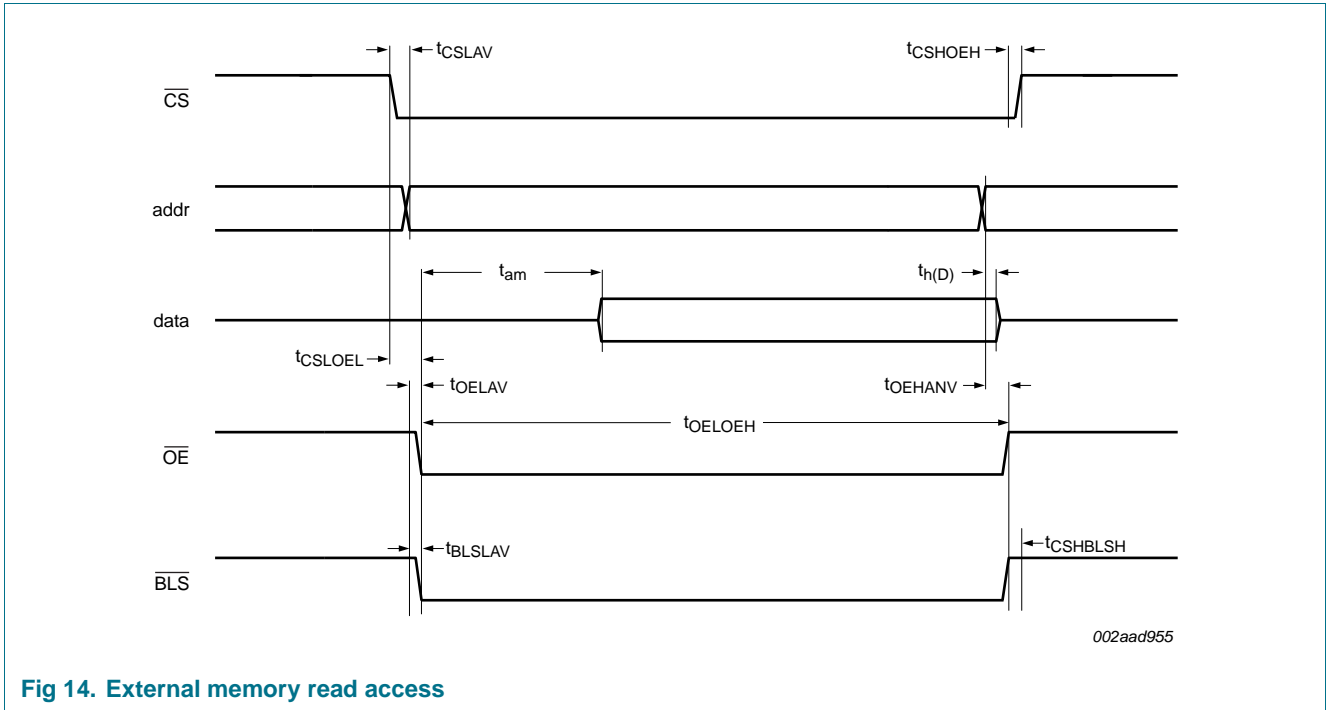 tCSLAV
tCSHOEH
CS
addr
tam
th(D)
data
tCSLOEL
tOELAV
tOEHANV
tOELOEH
OE
tBLSLAV
tCSHBLSH
BLS
002aad955
Fig 14. External memory read access